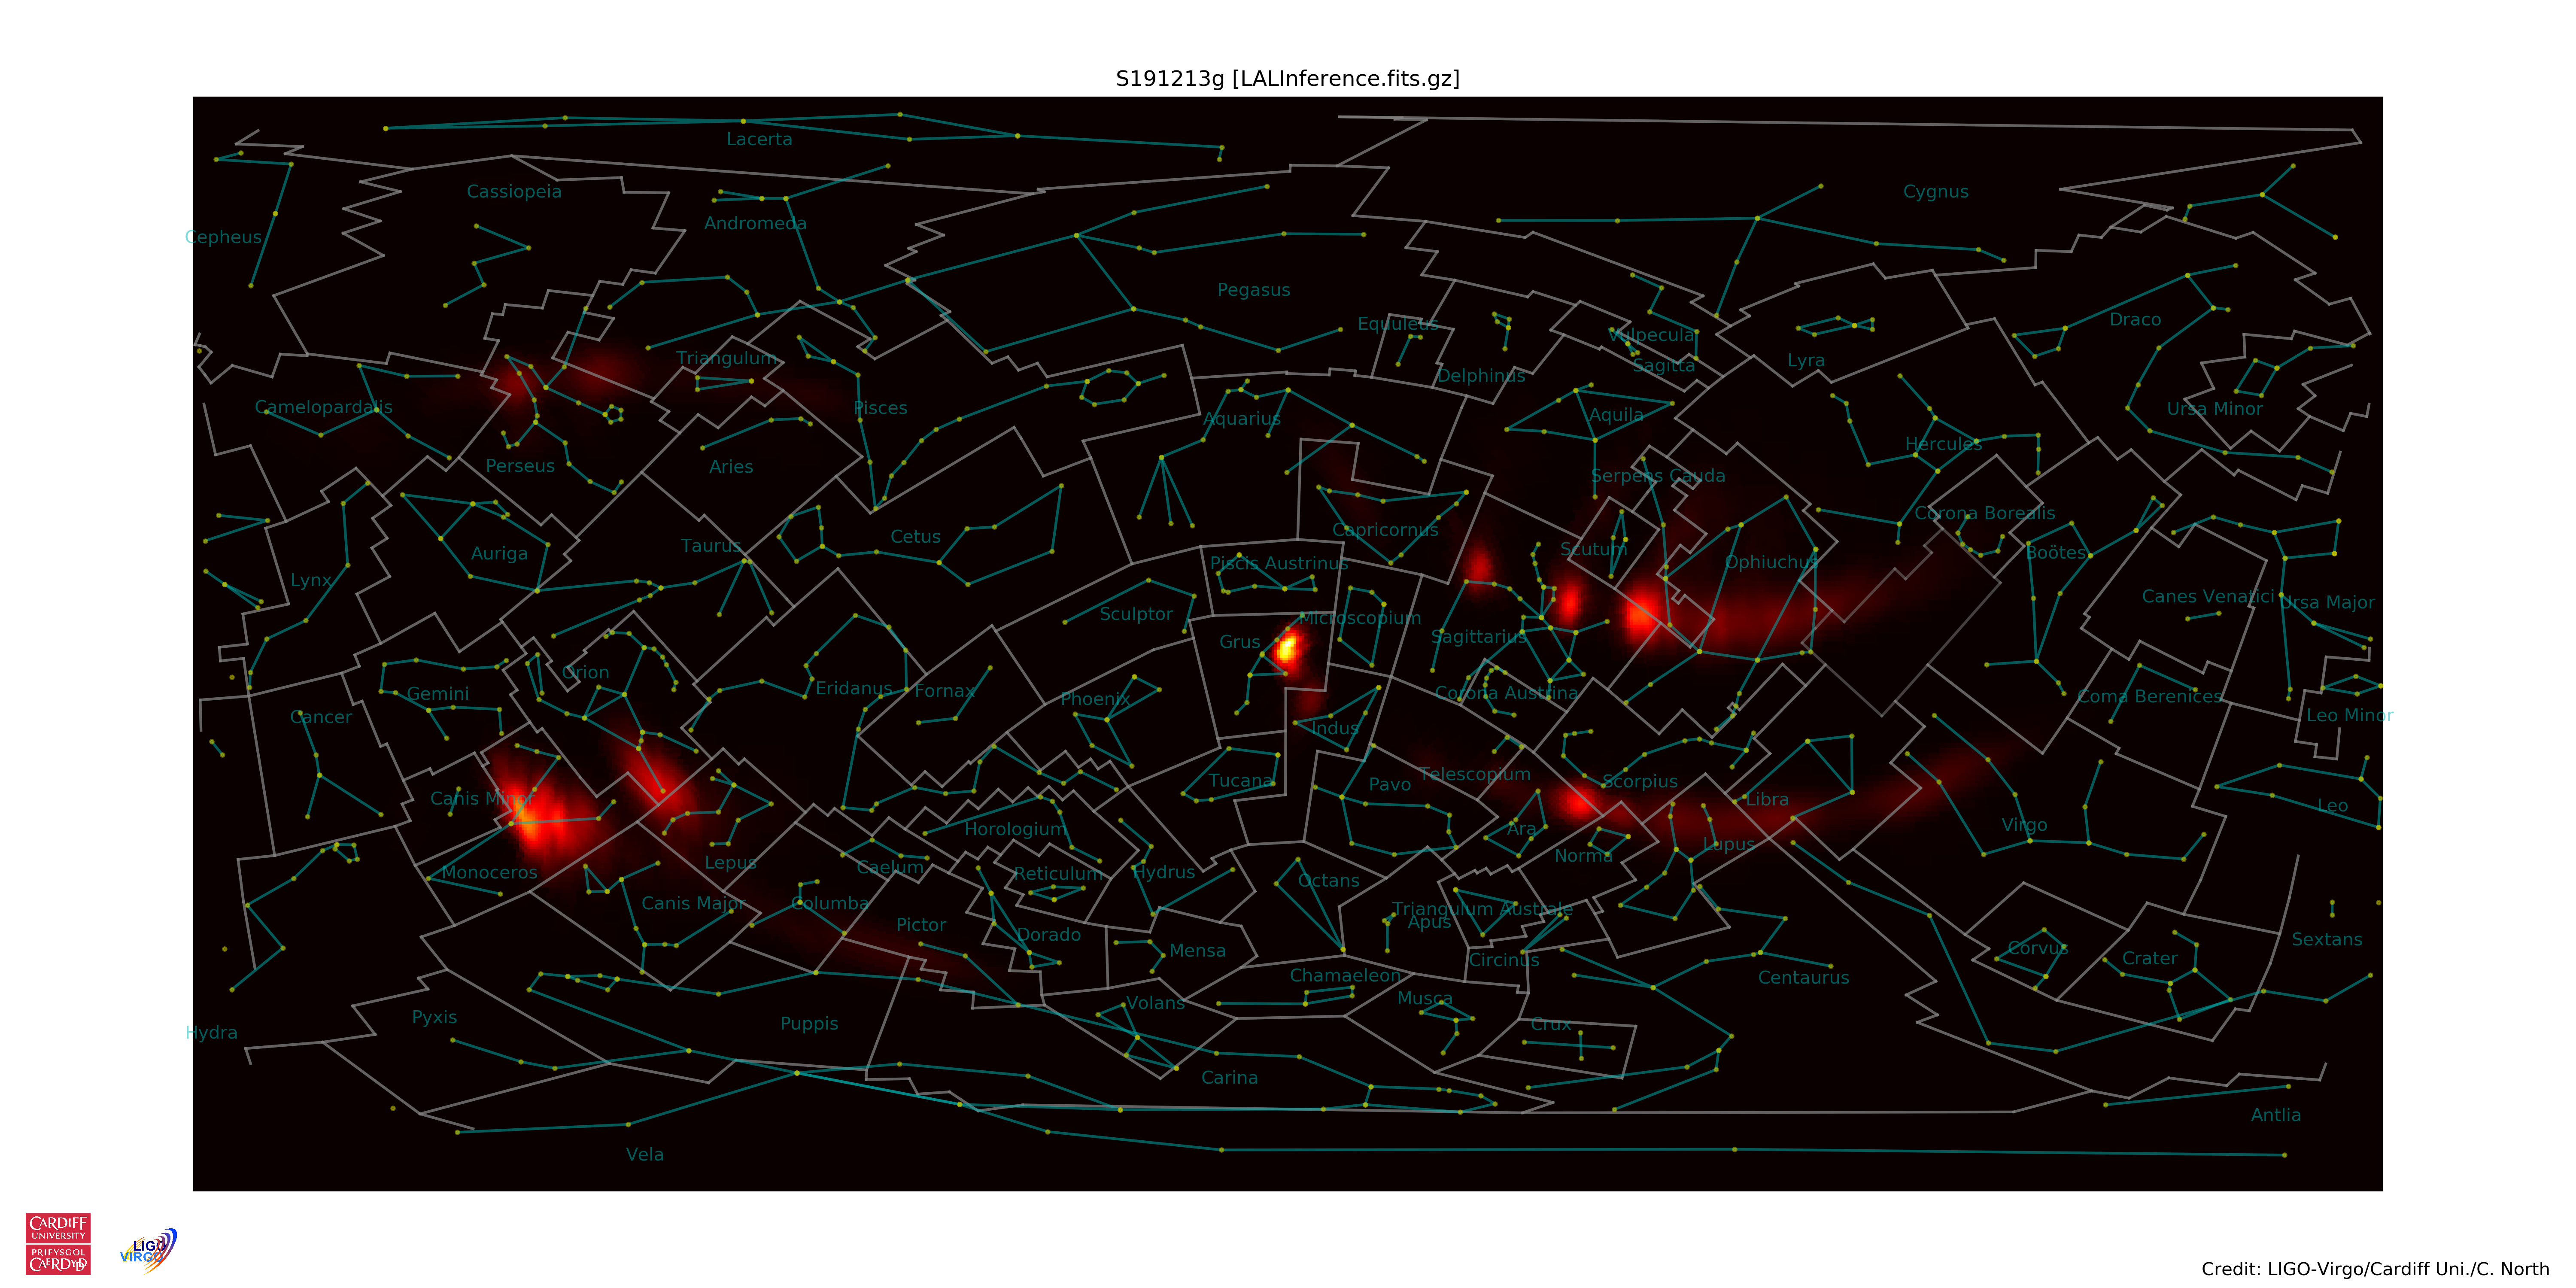 S191213g [LALInference.fits.gz]
Lacerta
Cassiopeia
Cygnus
Andromeda
Cepheus
Pegasus
Draco
Equuleus
Vulpecula
Triangulum
Lyra
Sagitta
Delphinus
Camelopardalis
Pisces
Ursa Minor
Aquarius
Aquila
Hercules
Perseus
Aries
Serpens Cauda
Corona Borealis
Capricornus
Cetus
Taurus
Auriga
Scutum
Boötes
Piscis Austrinus
Ophiuchus
Lynx
Canes Venatici
Ursa Major
Sculptor
Microscopium
Grus
Sagittarius
Orion
Eridanus
Fornax
Gemini
Corona Austrina
Coma Berenices
Phoenix
Cancer
Leo Minor
Indus
Telescopium
Tucana
Pavo
Scorpius
Canis Minor
Libra
Leo
Horologium
Ara
Virgo
Lupus
Norma
Lepus
Caelum
Monoceros
Reticulum
Hydrus
Octans
Canis Major
Columba
Triangulum Australe
Apus
Pictor
Dorado
Sextans
Mensa
Corvus
Circinus
Crater
Chamaeleon
Centaurus
Musca
Volans
Pyxis
Puppis
Crux
Hydra
Carina
Antlia
Vela
CARDIFF
UNIVERSITY
PRIFYSGOL
CAERDYDD
LIGO
VIRGO
Credit: LIGO-Virgo/Cardiff Uni./C. North